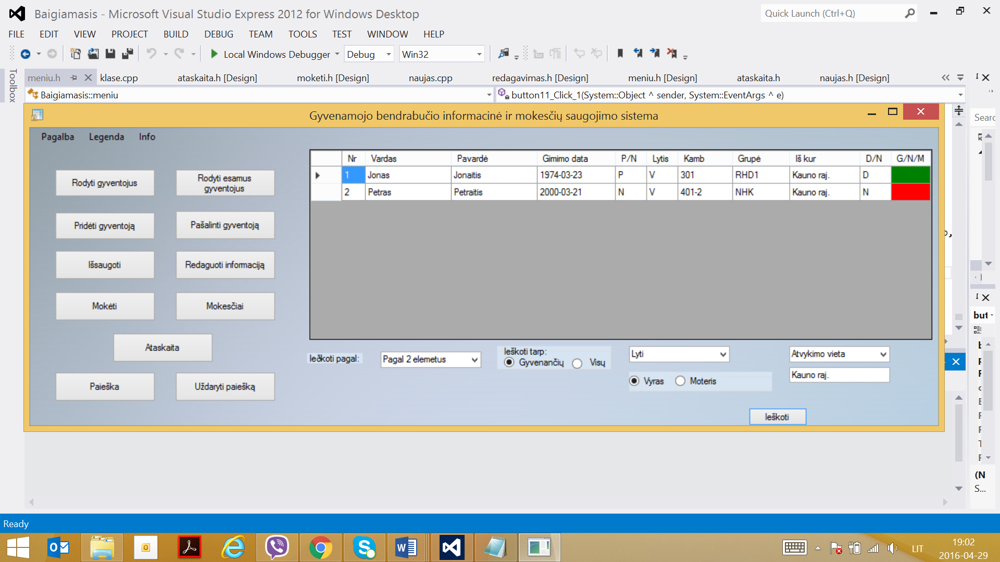 Baigiamasis - Microsoft Visual Studio Express 2012 for Windows Desktop
Quick Launch (Ctrl+Q)
FILE EDIT VIEW PROJECT BUILD DEBUG TEAM TOOLS TEST WINDOW HELP
Local Windows Debugger Debug Win32
Toolbox
meniu.h klase.cpp ataskaita.h [Design] moketi.h [Design] naujas.cpp redagavimas.h [Design] meniu.h [Design] ataskaita.h naujas.h [Design]
Baigiamasis::meniu button11_Click_1(System::Object ^ sender, System::EventArgs ^ e)
Gyvenamojo bendrabučio informacinė ir mokesčių saugojimo sistema
Searc
Pagalba Legenda Info
Nr Vardas Pavardė Gimimo data P/N Lytis Kamb Grupė Iš kur D/N G/N/M
1 Jonas Jonaitis 1974-03-23 P V 301 RHD1 Kauno raj. D
2 Petras Petraitis 2000-03-21 N V 401-2 NHK Kauno raj. N
Rodyti gyventojus
Rodyti esamus
gyventojus
Pridėti gyventoją
Pašalinti gyventoją
Išsaugoti
Redaguoti informaciją
Mokėti
Mokesčiai
Ataskaita
Paieška
Uždaryti paiešką
Ieškoti pagal:
Pagal 2 elemetus
Ieškoti tarp:
Gyvenančių Visų
Lyti
Vyras Moteris
Atvykimo vieta
Kauno raj.
Ieškoti
but
(N
S...
Ready
LIT
19:02
2016-04-29